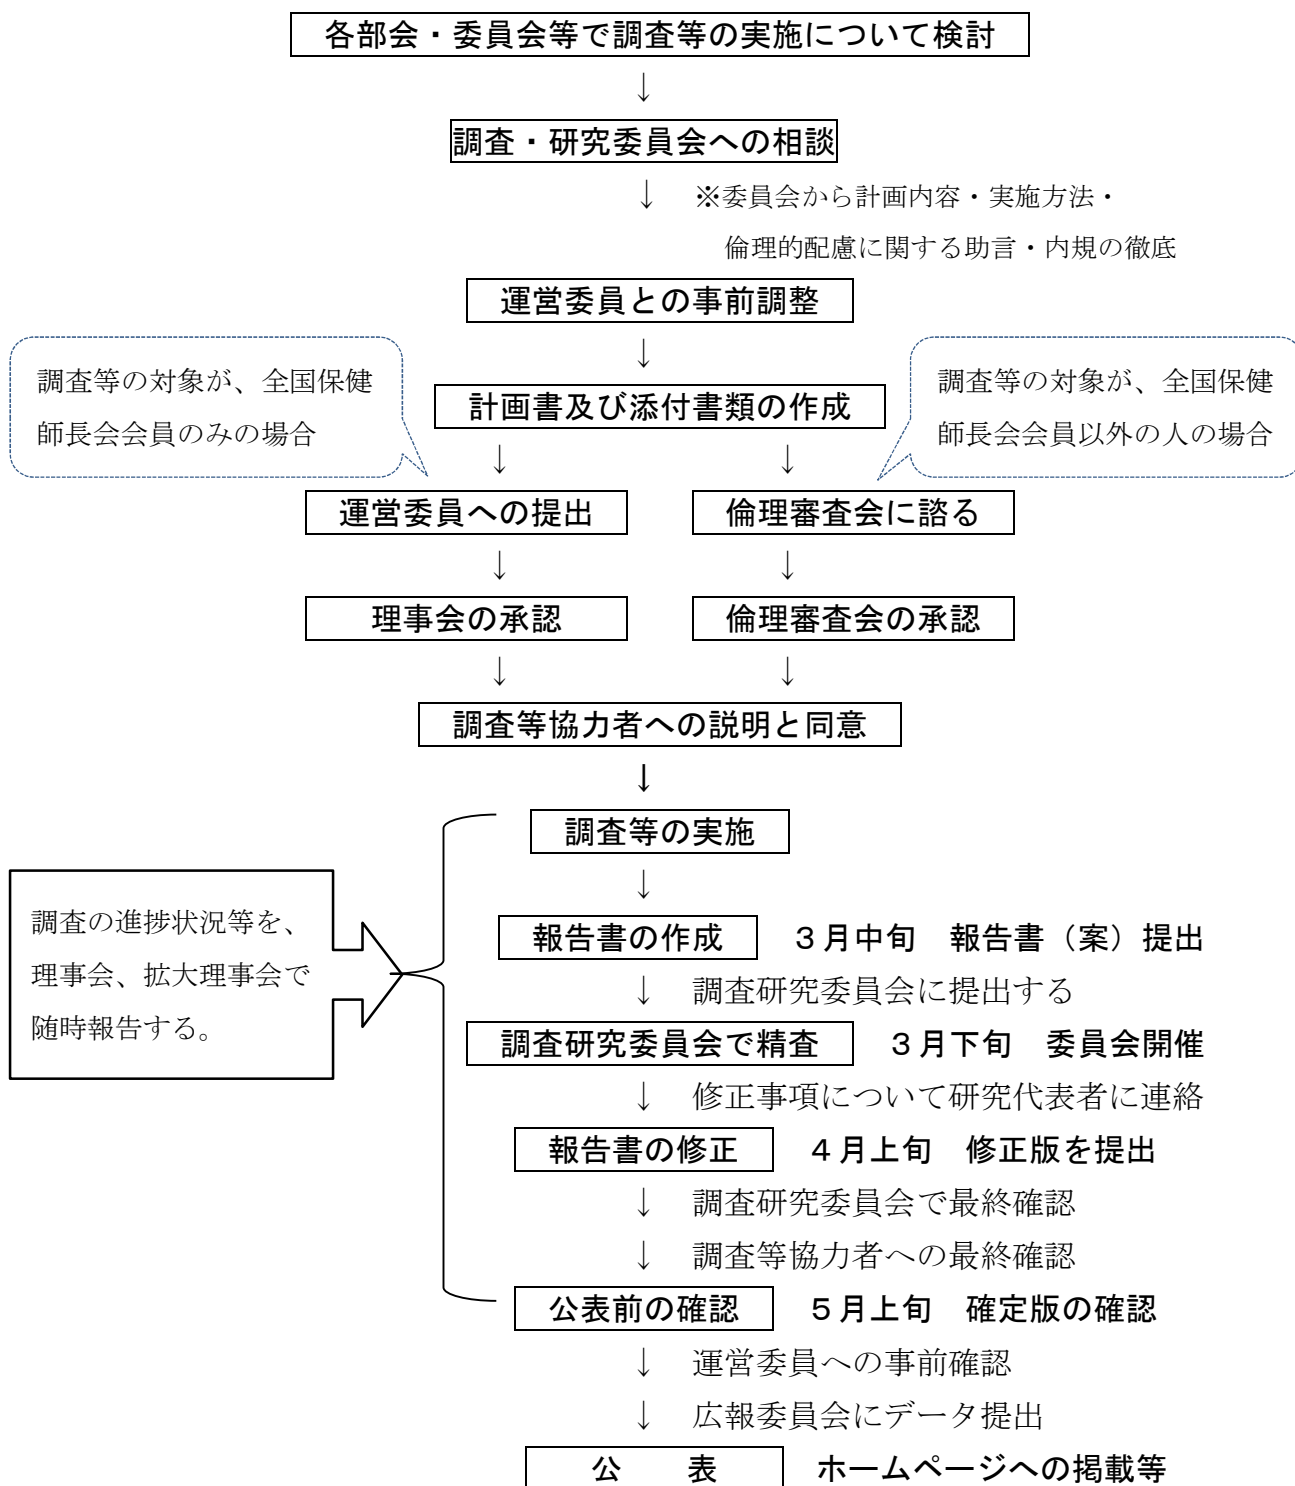 各部会・委員会等で調査等の実施について検討
↓
調査・研究委員会への相談
↓ ※委員会から計画内容・実施方法・
倫理的配慮に関する助言・内規の徹底
運営委員との事前調整
↓
調査等の対象が、全国保健
師長会会員のみの場合
調査等の対象が、全国保健
師長会会員以外の人の場合
計画書及び添付書類の作成
↓ ↓
運営委員への提出 倫理審査会に諮る
↓ ↓
理事会の承認 倫理審査会の承認
↓ ↓
調査等協力者への説明と同意
↓
調査等の実施
↓
調査の進捗状況等を、
理事会、拡大理事会で
随時報告する。
報告書の作成 3月中旬 報告書（案）提出
↓ 調査研究委員会に提出する
調査研究委員会で精査 3月下旬 委員会開催
↓ 修正事項について研究代表者に連絡
報告書の修正 4月上旬 修正版を提出
↓ 調査研究委員会で最終確認
↓ 調査等協力者への最終確認
公表前の確認 5月上旬 確定版の確認
↓ 運営委員への事前確認
↓ 広報委員会にデータ提出
公　　表 ホームページへの掲載等